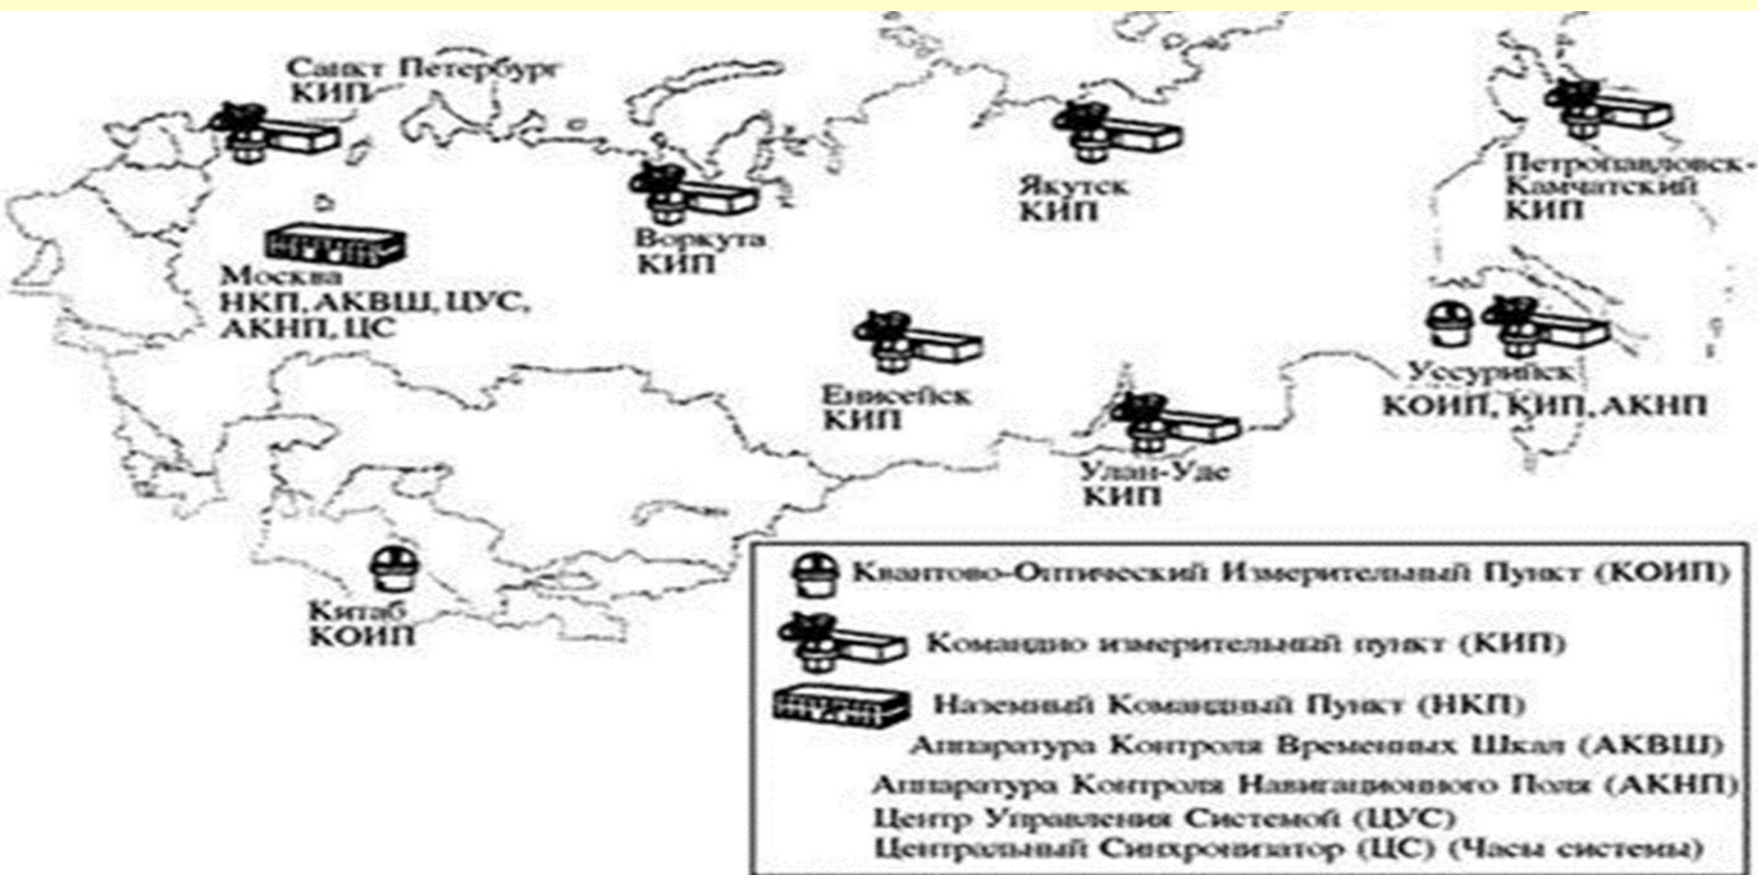 Санкт Петербург
КИП
Москва
НКП, АКВШ, ЦУС,
АКНП, ЦС
Воркута
КИП
Якутск
КИП
Петропавловск-
Камчатский
КИП
Енисейск
КИП
Улан-Уде
КИП
Уссурийск
КОИП, КИП, АКНП
Китаб
КОИП
Квантово-Оптический Измерительный Пункт (КОИП)
Командно измерительный пункт (КИП)
Наземный Командный Пункт (НКП)
Аппаратура Контроля Временных Шкал (АКВШ)
Аппаратура Контроля Навигационного Поля (АКНП)
Центр Управления Системой (ЦУС)
Центральный Синхронизатор (ЦС) (Часы системы)